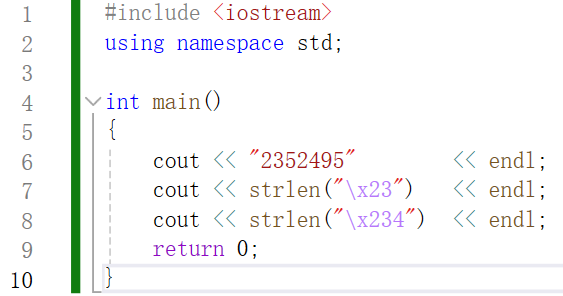 1 #include <iostream>
2 using namespace std;
3
4 int main()
5 {
6 cout << "2352495" << endl;
7 cout << strlen("\x23") << endl;
8 cout << strlen("\x234") << endl;
9 return 0;
10 }